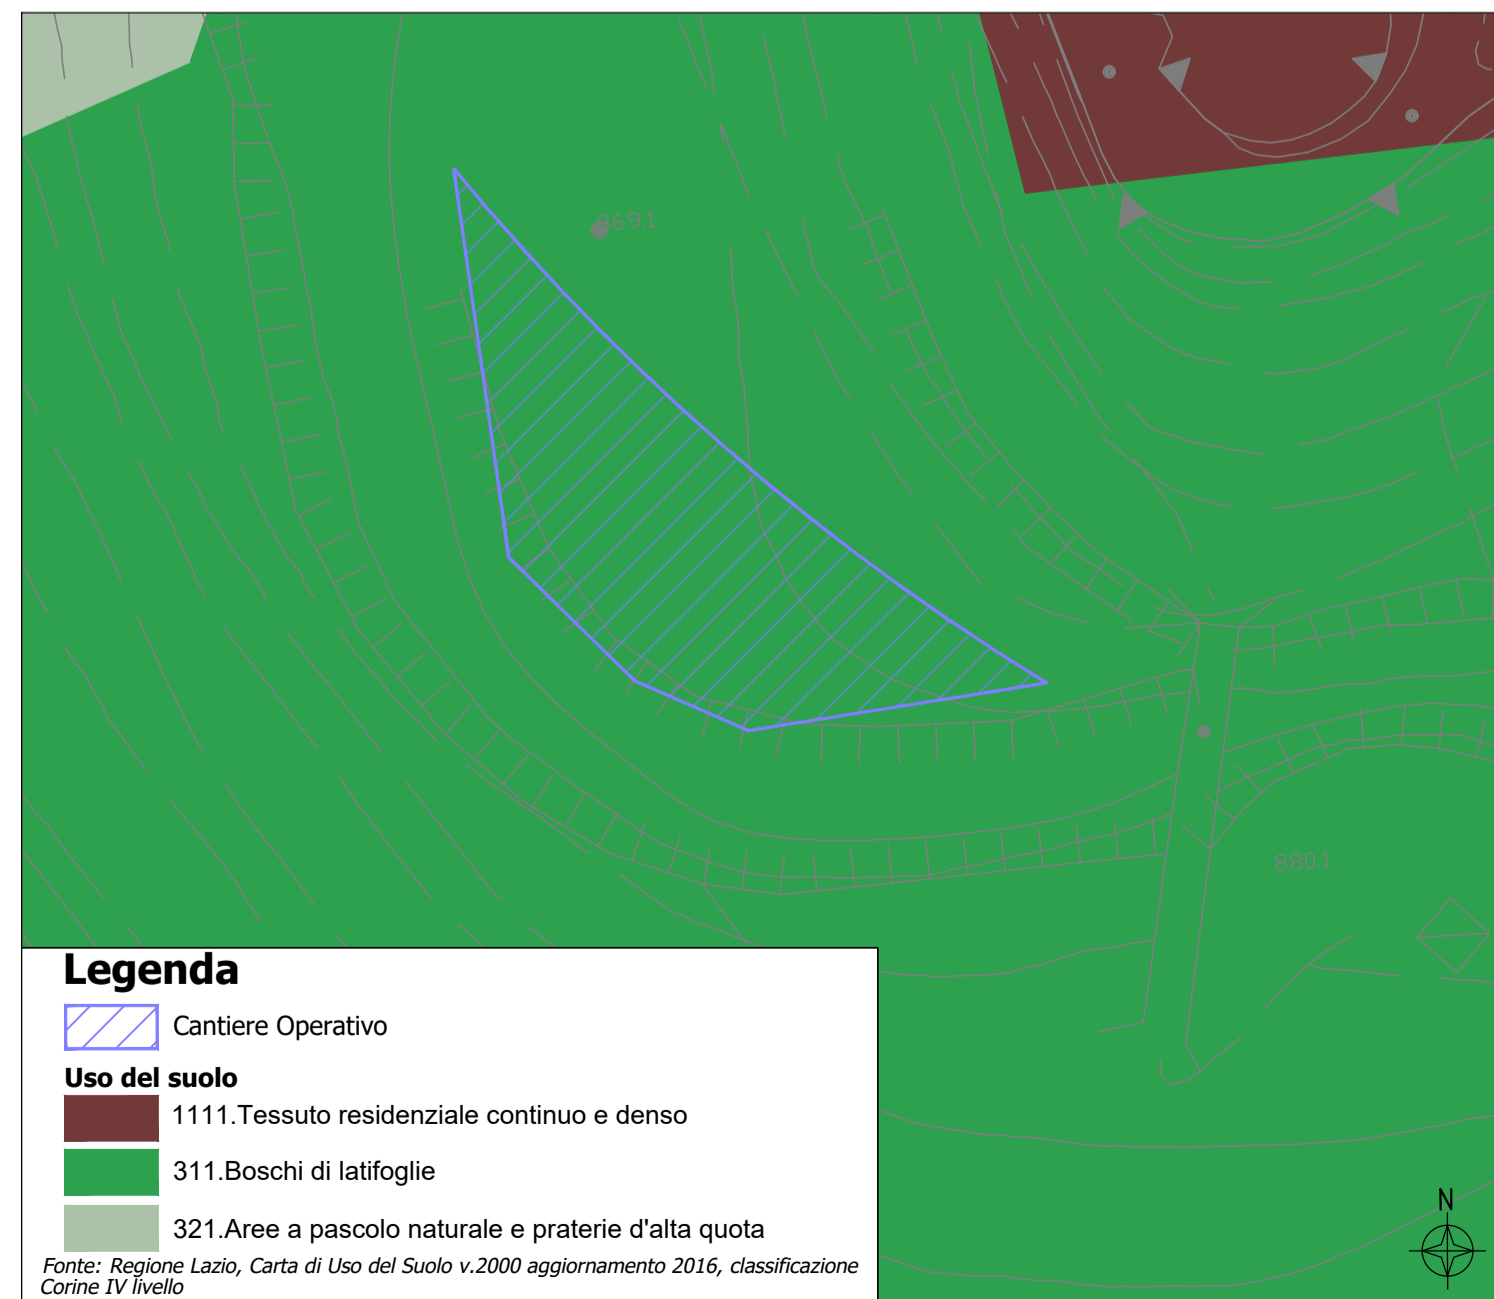 869.1
880.1
Legenda
Cantiere Operativo
Uso del suolo
1111.Tessuto residenziale continuo e denso
311.Boschi di latifoglie
321.Aree a pascolo naturale e praterie d'alta quota
Fonte: Regione Lazio, Carta di Uso del Suolo v.2000 aggiornamento 2016, classificazione
Corine IV livello
N